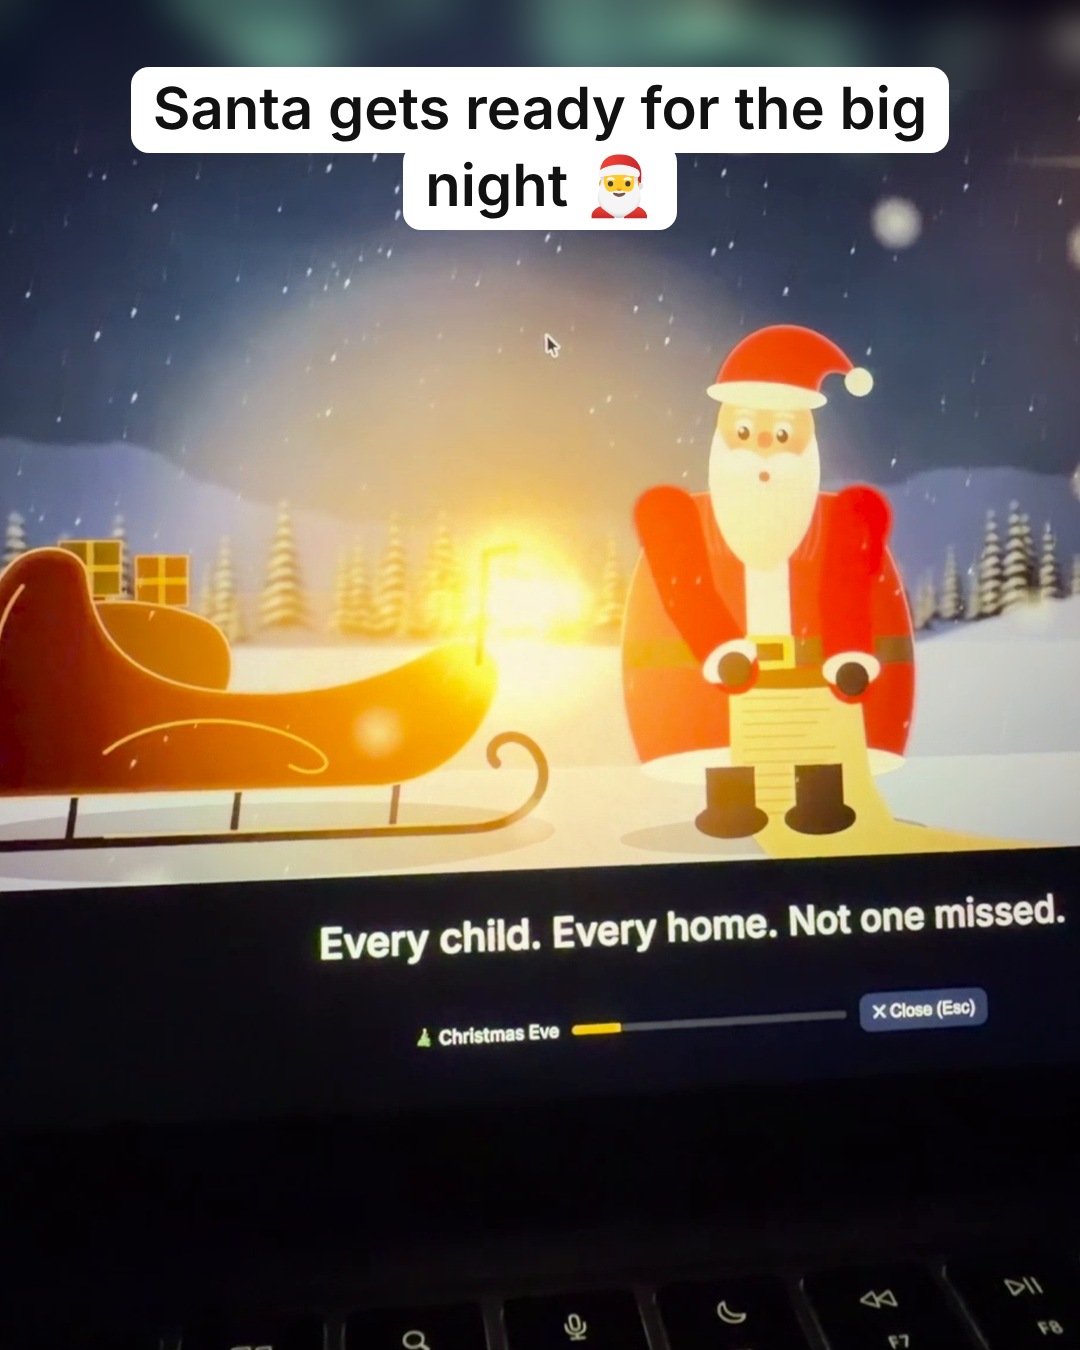 Santa gets ready for the big
night 🎅
Every child. Every home. Not one missed.
🎄 Christmas Eve
✕ Close (Esc)
F7
F8